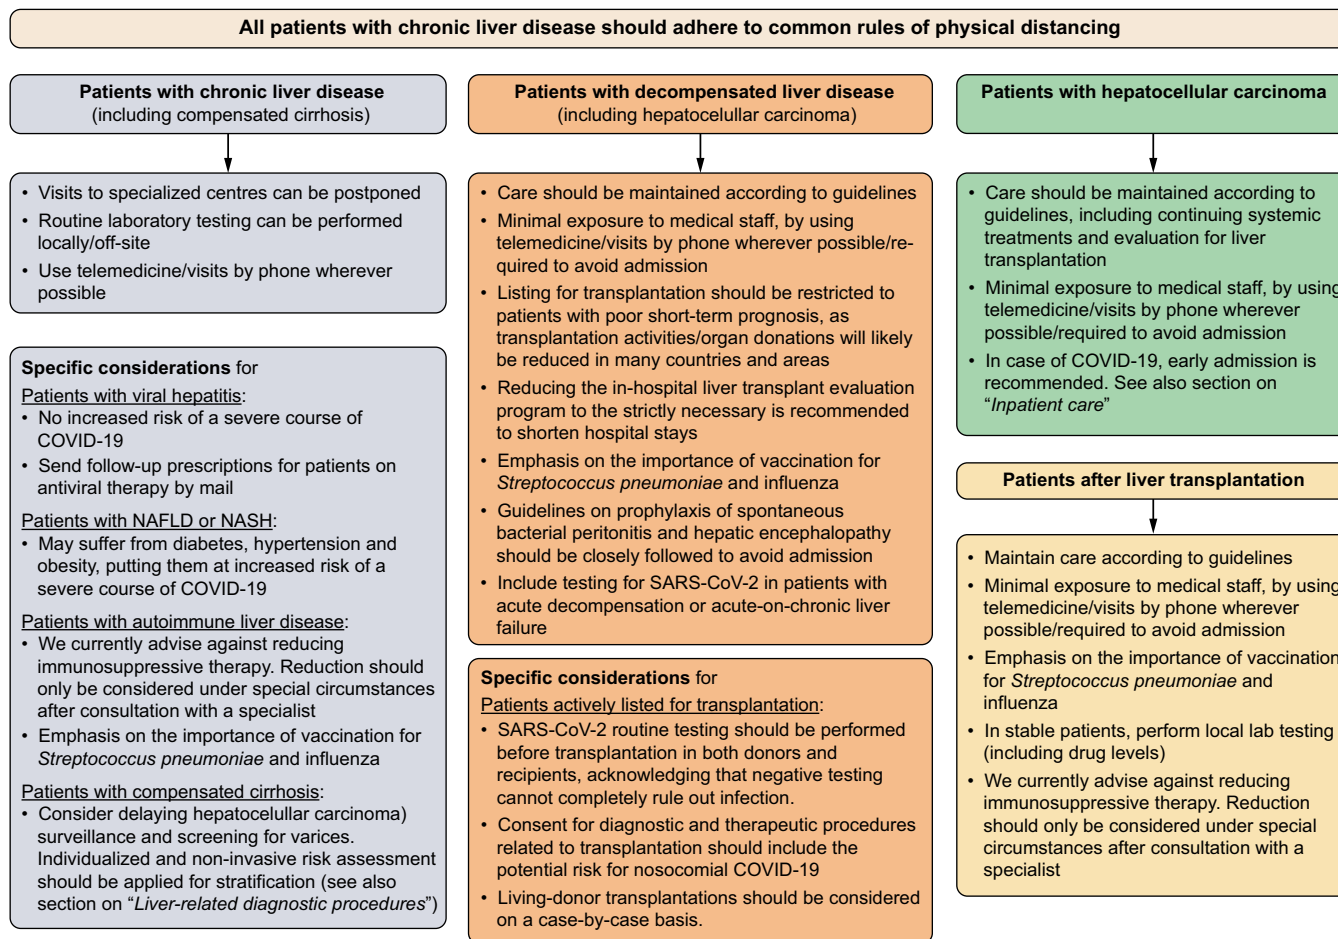 All patients with chronic liver disease should adhere to common rules of physical distancing
Patients with chronic liver disease
(including compensated cirrhosis)
• Visits to specialized centres can be postponed
• Routine laboratory testing can be performed
locally/off-site
• Use telemedicine/visits by phone wherever
possible
Specific considerations for
Patients with viral hepatitis:
• No increased risk of a severe course of
COVID-19
• Send follow-up prescriptions for patients on
antiviral therapy by mail
Patients with NAFLD or NASH:
• May suffer from diabetes, hypertension and
obesity, putting them at increased risk of a
severe course of COVID-19
Patients with autoimmune liver disease:
• We currently advise against reducing
immunosuppressive therapy. Reduction should
only be considered under special circumstances
after consultation with a specialist
• Emphasis on the importance of vaccination for
Streptococcus pneumoniae and influenza
Patients with compensated cirrhosis:
• Consider delaying hepatocelullar carcinoma)
surveillance and screening for varices.
Individualized and non-invasive risk assessment
should be applied for stratification (see also
section on “Liver-related diagnostic procedures”)
Patients with decompensated liver disease
(including hepatocelullar carcinoma)
• Care should be maintained according to guidelines
• Minimal exposure to medical staff, by using
telemedicine/visits by phone wherever possible/re-
quired to avoid admission
• Listing for transplantation should be restricted to
patients with poor short-term prognosis, as
transplantation activities/organ donations will likely
be reduced in many countries and areas
• Reducing the in-hospital liver transplant evaluation
program to the strictly necessary is recommended
to shorten hospital stays
• Emphasis on the importance of vaccination for
Streptococcus pneumoniae and influenza
• Guidelines on prophylaxis of spontaneous
bacterial peritonitis and hepatic encephalopathy
should be closely followed to avoid admission
• Include testing for SARS-CoV-2 in patients with
acute decompensation or acute-on-chronic liver
failure
Specific considerations for
Patients actively listed for transplantation:
• SARS-CoV-2 routine testing should be performed
before transplantation in both donors and
recipients, acknowledging that negative testing
cannot completely rule out infection.
• Consent for diagnostic and therapeutic procedures
related to transplantation should include the
potential risk for nosocomial COVID-19
• Living-donor transplantations should be considered
on a case-by-case basis.
Patients with hepatocellular carcinoma
• Care should be maintained according to
guidelines, including continuing systemic
treatments and evaluation for liver
transplantation
• Minimal exposure to medical staff, by using
telemedicine/visits by phone wherever
possible/required to avoid admission
• In case of COVID-19, early admission is
recommended. See also section on
“Inpatient care”
Patients after liver transplantation
• Maintain care according to guidelines
• Minimal exposure to medical staff, by using
telemedicine/visits by phone wherever
possible/required to avoid admission
• Emphasis on the importance of vaccination
for Streptococcus pneumoniae and
influenza
• In stable patients, perform local lab testing
(including drug levels)
• We currently advise against reducing
immunosuppressive therapy. Reduction
should only be considered under special
circumstances after consultation with a
specialist